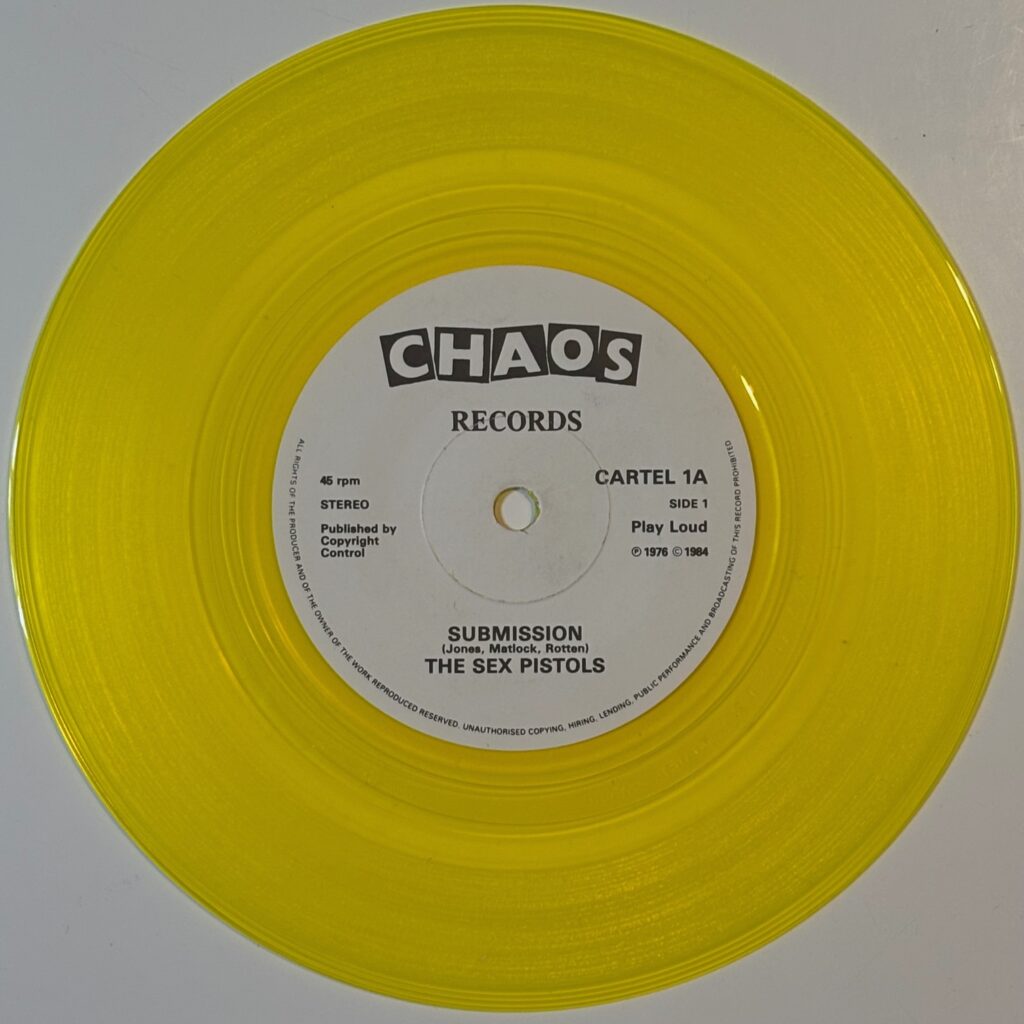 CHAOS
RECORDS
45 rpm
STEREO
Published by
Copyright
Control
CARTEL 1A
SIDE 1
Play Loud
℗ 1976 © 1984
SUBMISSION
(Jones, Matlock, Rotten)
THE SEX PISTOLS
ALL RIGHTS OF THE PRODUCER AND OF THE OWNER OF THE WORK REPRODUCED RESERVED. UNAUTHORISED COPYING, HIRING, LENDING, PUBLIC PERFORMANCE AND BROADCASTING OF THIS RECORD PROHIBITED